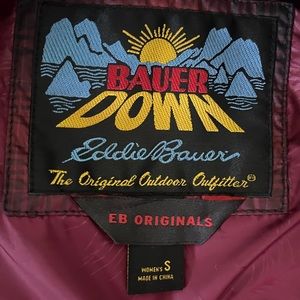 BAUER
DOWN
Eddie Bauer
The Original Outdoor Outfitter
EB ORIGINALS
WOMEN'S S
MADE IN CHINA